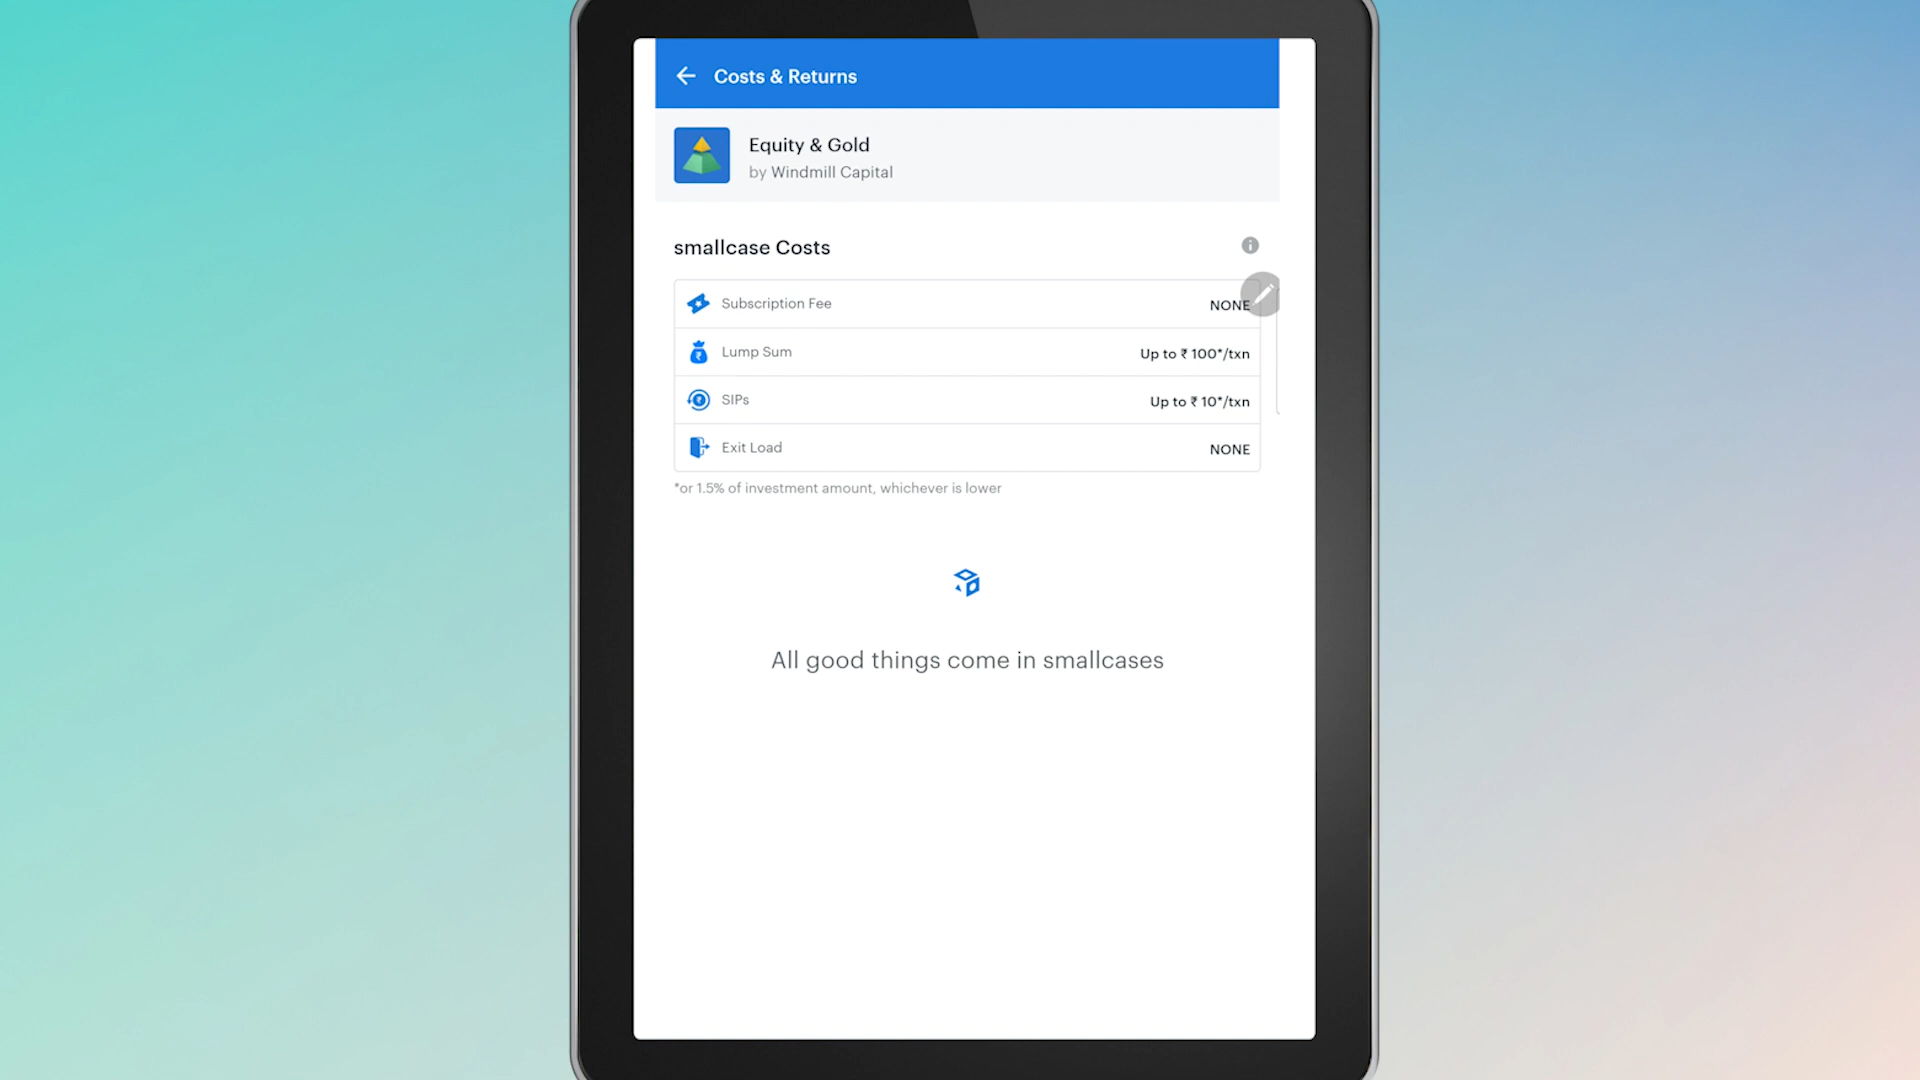 Costs & Returns
Equity & Gold
by Windmill Capital
smallcase Costs
Subscription Fee NONE
Lump Sum Up to ₹ 100*/txn
SIPs Up to ₹ 10*/txn
Exit Load NONE
*or 1.5% of investment amount, whichever is lower
All good things come in smallcases